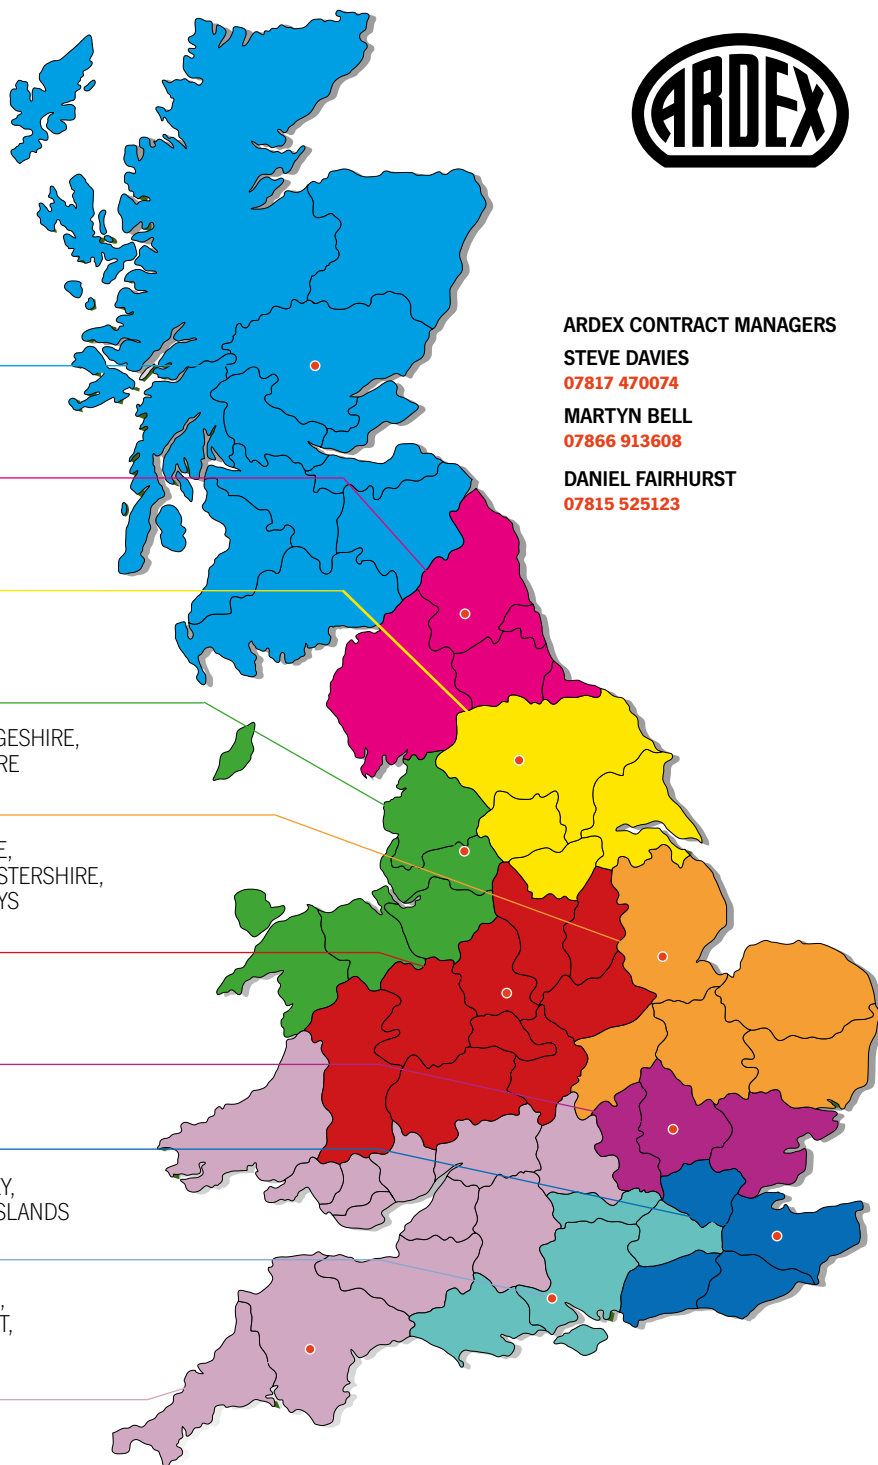 ARDEX
ARDEX CONTRACT MANAGERS
STEVE DAVIES
07817 470074
MARTYN BELL
07866 913608
DANIEL FAIRHURST
07815 525123
GESHIRE,
RE
E,
STERSHIRE,
YS
Y,
SLANDS
,
T,